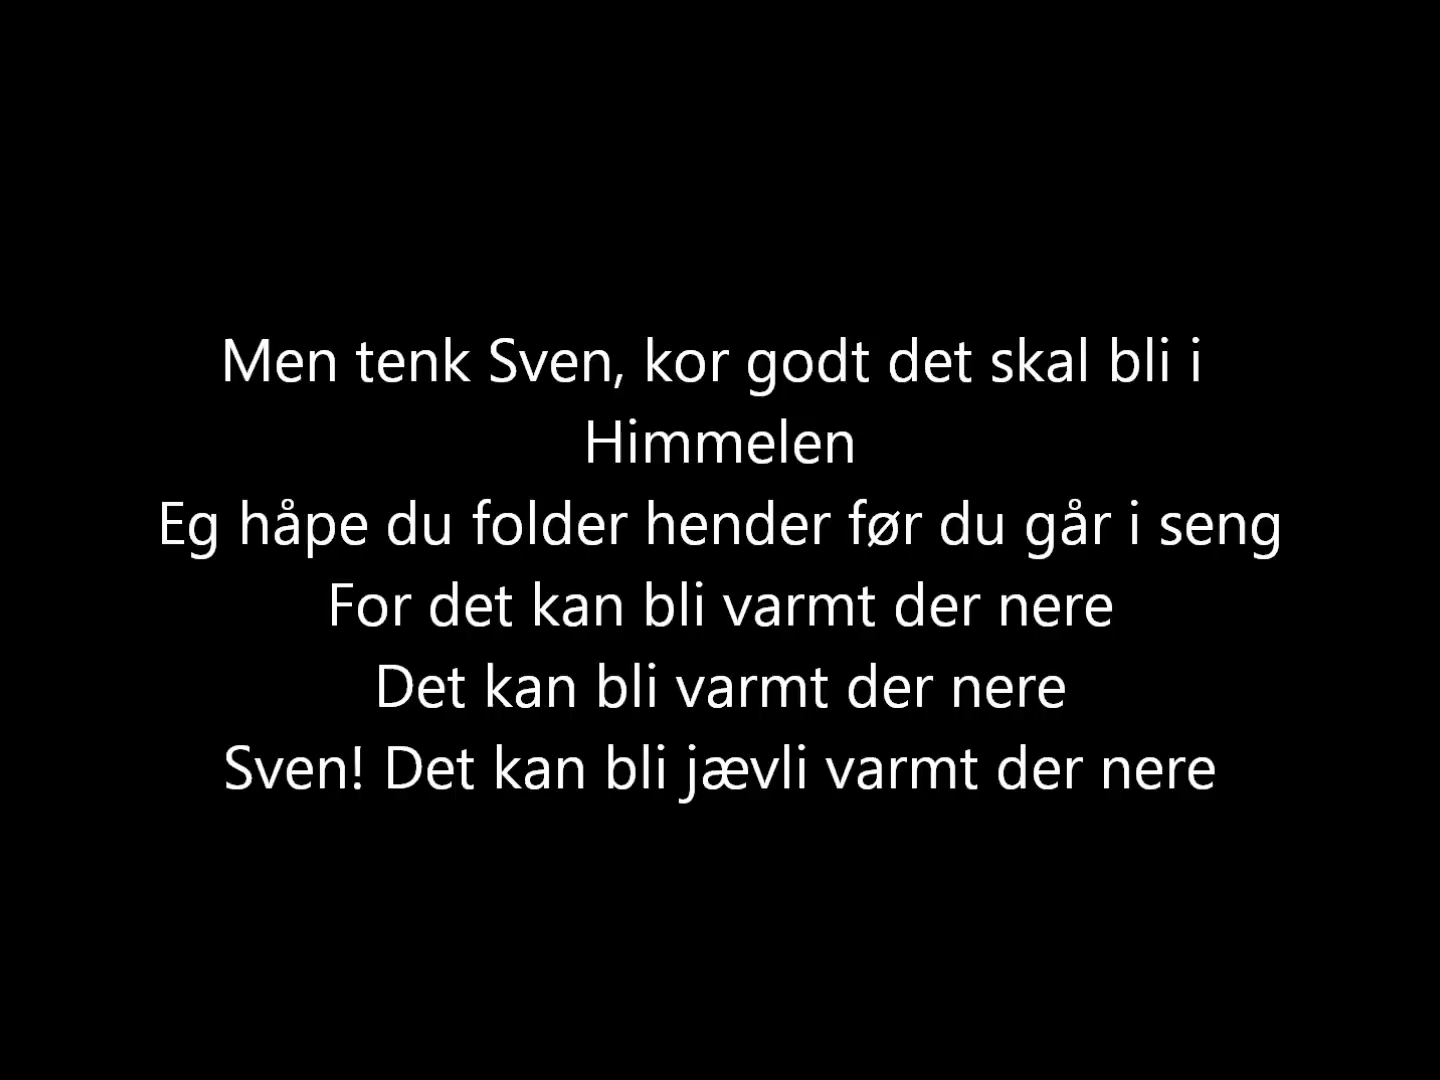 Men tenk Sven, kor godt det skal bli i
Himmelen
Eg håpe du folder hender før du går i seng
For det kan bli varmt der nere
Det kan bli varmt der nere
Sven! Det kan bli jævli varmt der nere